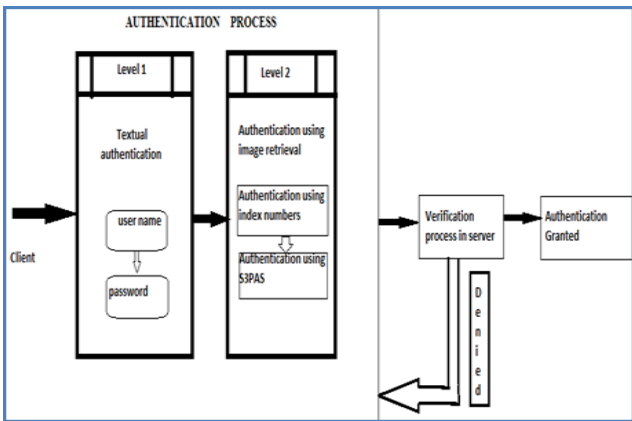 AUTHENTICATION PROCESS
Level 1
Textual
authentication
user name
password
Level 2
Authentication using
image retrieval
Authentication using
index numbers
Authentication using
S3PAS
Client
Verification
process in server
Authentication
Granted
D
e
n
i
e
d